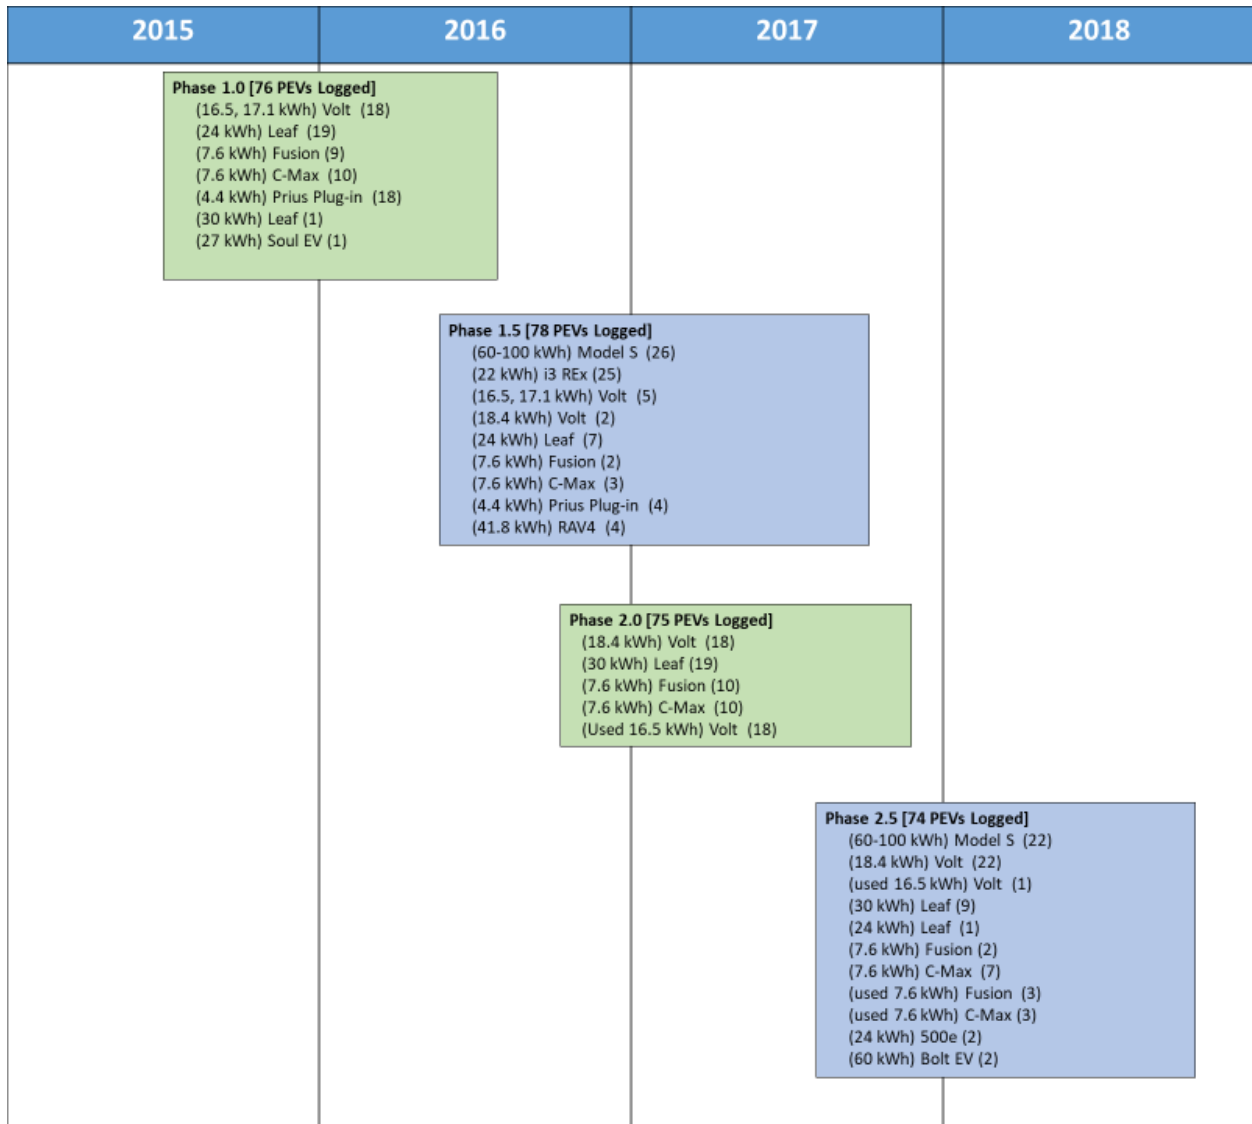 2015 2016 2017 2018
Phase 1.0 [76 PEVs Logged]
(16.5, 17.1 kWh) Volt (18)
(24 kWh) Leaf (19)
(7.6 kWh) Fusion (9)
(7.6 kWh) C-Max (10)
(4.4 kWh) Prius Plug-in (18)
(30 kWh) Leaf (1)
(27 kWh) Soul EV (1)
Phase 1.5 [78 PEVs Logged]
(60-100 kWh) Model S (26)
(22 kWh) i3 REx (25)
(16.5, 17.1 kWh) Volt (5)
(18.4 kWh) Volt (2)
(24 kWh) Leaf (7)
(7.6 kWh) Fusion (2)
(7.6 kWh) C-Max (3)
(4.4 kWh) Prius Plug-in (4)
(41.8 kWh) RAV4 (4)
Phase 2.0 [75 PEVs Logged]
(18.4 kWh) Volt (18)
(30 kWh) Leaf (19)
(7.6 kWh) Fusion (10)
(7.6 kWh) C-Max (10)
(Used 16.5 kWh) Volt (18)
Phase 2.5 [74 PEVs Logged]
(60-100 kWh) Model S (22)
(18.4 kWh) Volt (22)
(used 16.5 kWh) Volt (1)
(30 kWh) Leaf (9)
(24 kWh) Leaf (1)
(7.6 kWh) Fusion (2)
(7.6 kWh) C-Max (7)
(used 7.6 kWh) Fusion (3)
(used 7.6 kWh) C-Max (3)
(24 kWh) 500e (2)
(60 kWh) Bolt EV (2)